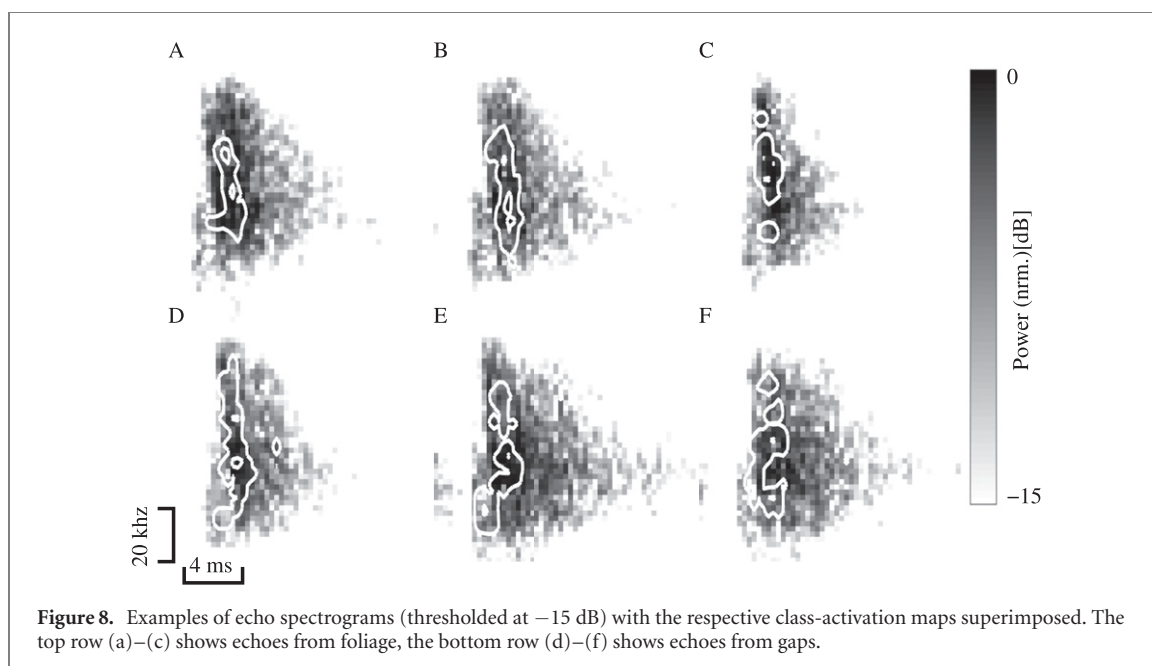 A
B
C
0
Power (nrm.)[dB]
−15
D
E
F
20 khz
4 ms
Figure 8. Examples of echo spectrograms (thresholded at −15 dB) with the respective class-activation maps superimposed. The
top row (a)–(c) shows echoes from foliage, the bottom row (d)–(f) shows echoes from gaps.